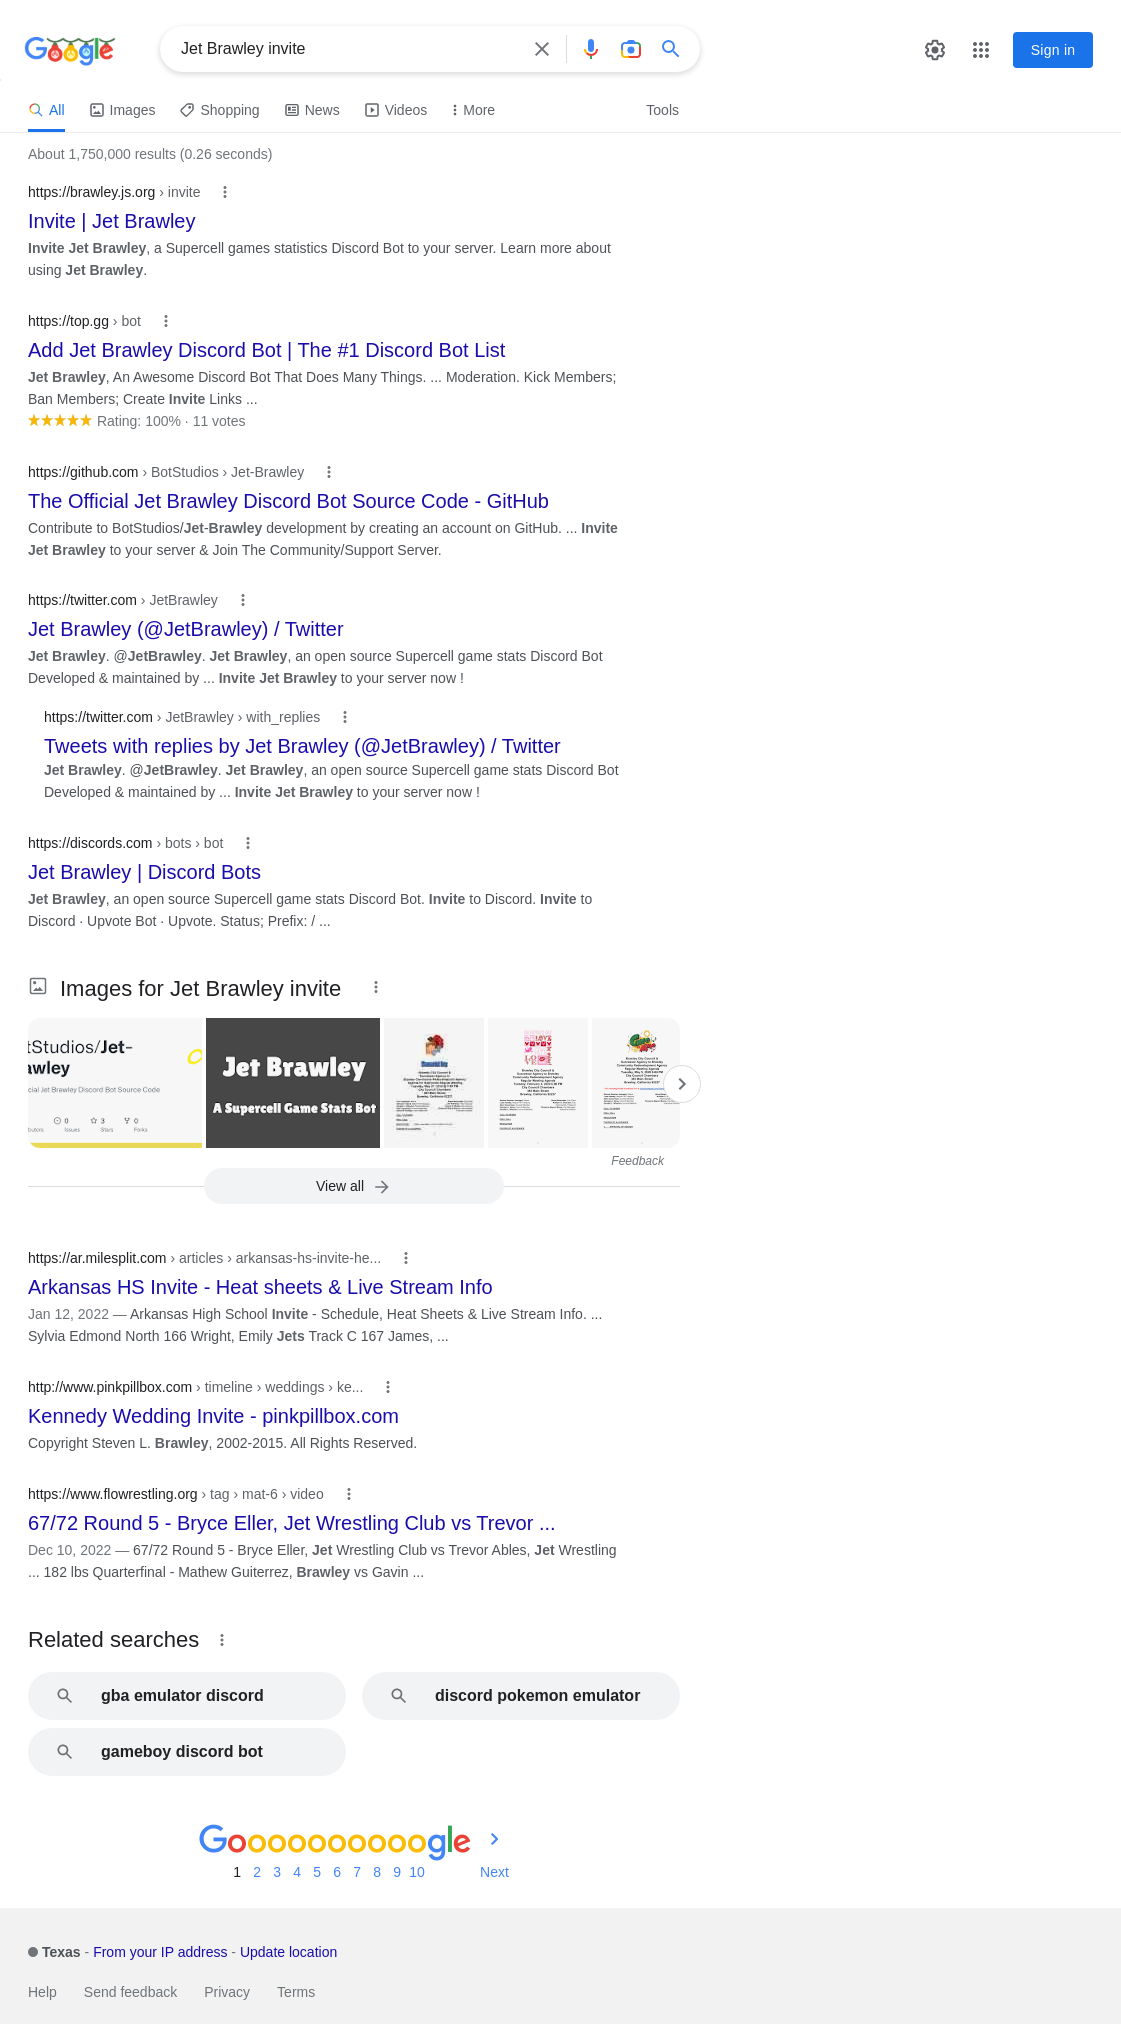 Google
Jet Brawley invite
Sign in
All Images Shopping News Videos More Tools
About 1,750,000 results (0.26 seconds)
https://brawley.js.org › invite
Invite | Jet Brawley
Invite Jet Brawley, a Supercell games statistics Discord Bot to your server. Learn more about
using Jet Brawley.
https://top.gg › bot
Add Jet Brawley Discord Bot | The #1 Discord Bot List
Jet Brawley, An Awesome Discord Bot That Does Many Things. ... Moderation. Kick Members;
Ban Members; Create Invite Links ...
Rating: 100% · 11 votes
https://github.com › BotStudios › Jet-Brawley
The Official Jet Brawley Discord Bot Source Code - GitHub
Contribute to BotStudios/Jet-Brawley development by creating an account on GitHub. ... Invite
Jet Brawley to your server & Join The Community/Support Server.
https://twitter.com › JetBrawley
Jet Brawley (@JetBrawley) / Twitter
Jet Brawley. @JetBrawley. Jet Brawley, an open source Supercell game stats Discord Bot
Developed & maintained by ... Invite Jet Brawley to your server now !
https://twitter.com › JetBrawley › with_replies
Tweets with replies by Jet Brawley (@JetBrawley) / Twitter
Jet Brawley. @JetBrawley. Jet Brawley, an open source Supercell game stats Discord Bot
Developed & maintained by ... Invite Jet Brawley to your server now !
https://discords.com › bots › bot
Jet Brawley | Discord Bots
Jet Brawley, an open source Supercell game stats Discord Bot. Invite to Discord. Invite to
Discord · Upvote Bot · Upvote. Status; Prefix: / ...
Images for Jet Brawley invite
tStudios/Jet-
awley
cial Jet Brawley Discord Bot Source Code
0 3 0
Issues Stars Forks
Jet Brawley
A Supercell Game Stats Bot
Feedback
View all
https://ar.milesplit.com › articles › arkansas-hs-invite-he...
Arkansas HS Invite - Heat sheets & Live Stream Info
Jan 12, 2022 — Arkansas High School Invite - Schedule, Heat Sheets & Live Stream Info. ...
Sylvia Edmond North 166 Wright, Emily Jets Track C 167 James, ...
http://www.pinkpillbox.com › timeline › weddings › ke...
Kennedy Wedding Invite - pinkpillbox.com
Copyright Steven L. Brawley, 2002-2015. All Rights Reserved.
https://www.flowrestling.org › tag › mat-6 › video
67/72 Round 5 - Bryce Eller, Jet Wrestling Club vs Trevor ...
Dec 10, 2022 — 67/72 Round 5 - Bryce Eller, Jet Wrestling Club vs Trevor Ables, Jet Wrestling
... 182 lbs Quarterfinal - Mathew Guiterrez, Brawley vs Gavin ...
Related searches
gba emulator discord
discord pokemon emulator
gameboy discord bot
Goooooooooogle
1 2 3 4 5 6 7 8 9 10 Next
Texas - From your IP address - Update location
Help Send feedback Privacy Terms